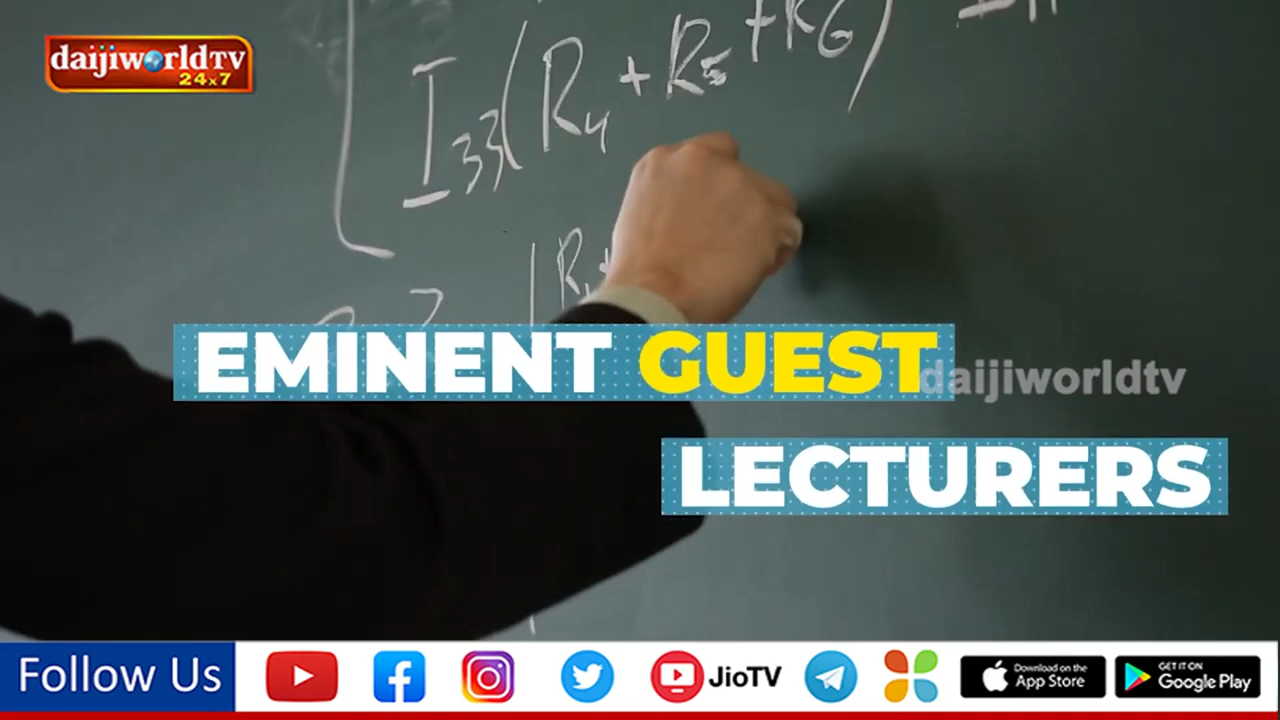 daijiworldTV
24x7
I₃₃(R₄ + R₅ + R₆)
EMINENT GUEST
daijiworldtv
LECTURERS
Follow Us
JioTV
Download on the
App Store
GET IT ON
Google Play